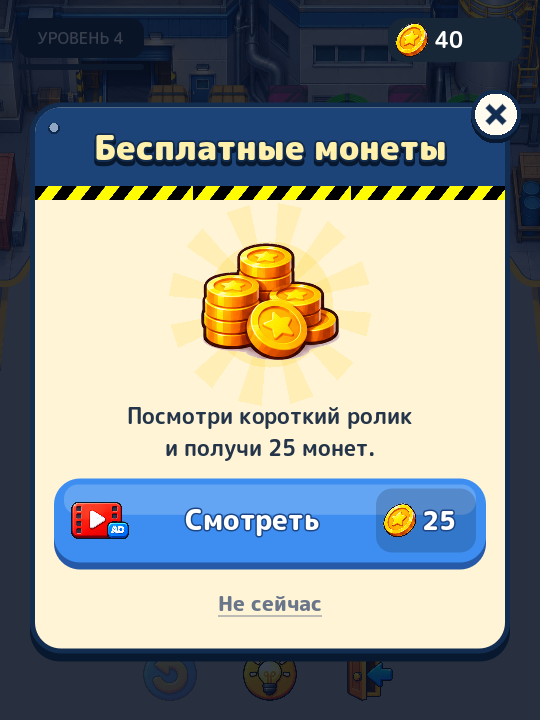 УРОВЕНЬ 4
40
Бесплатные монеты
Посмотри короткий ролик
и получи 25 монет.
AD
Смотреть
25
Не сейчас